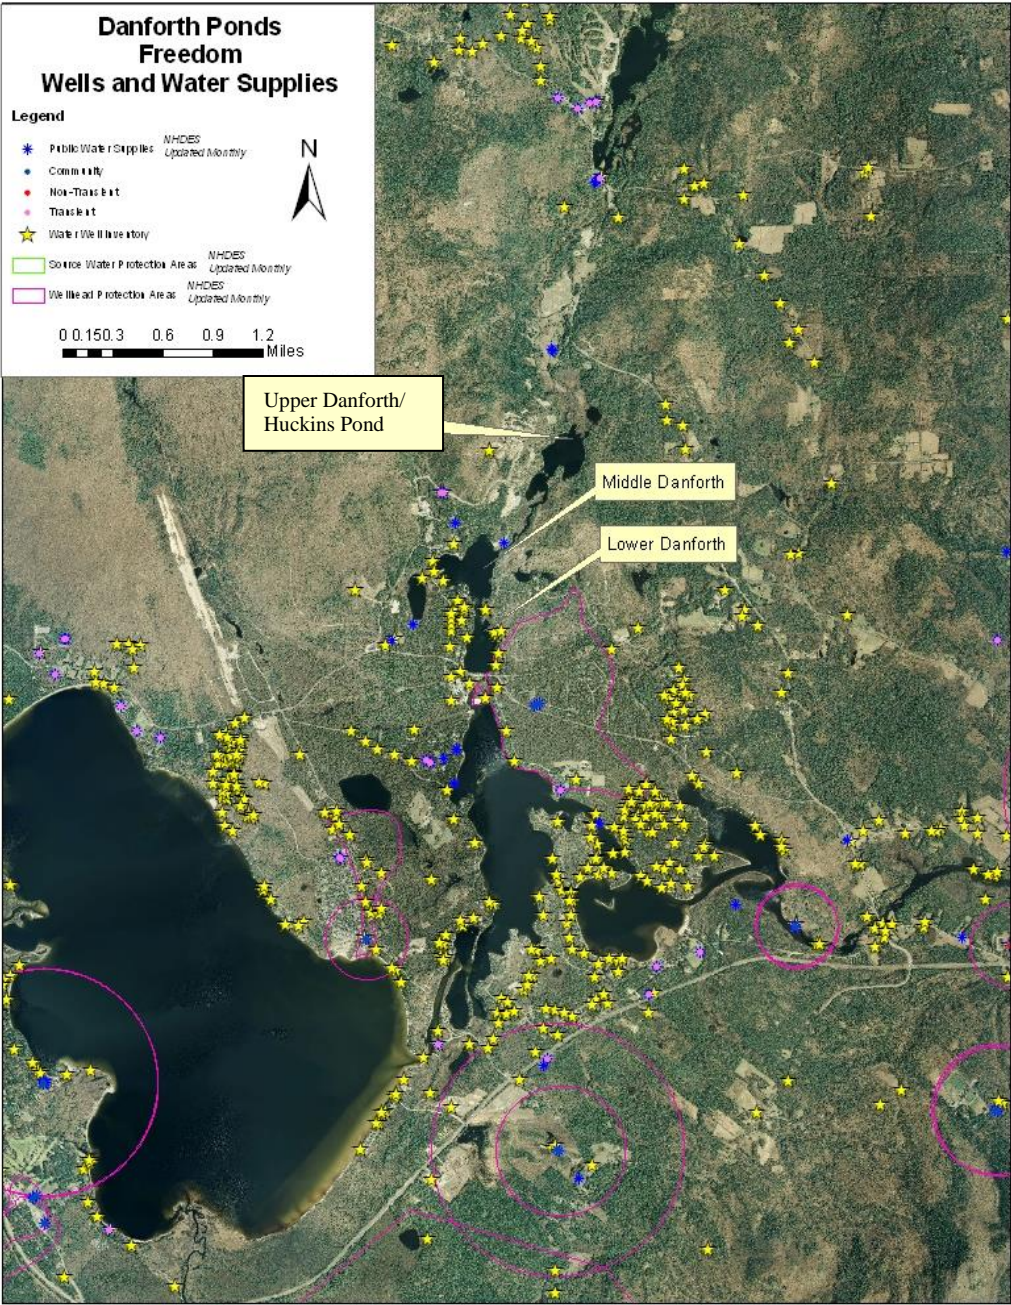 Danforth Ponds
Freedom
Wells and Water Supplies
Legend
Public Water Supplies NHDES
Updated Monthly
Community
Non-Transient
Transient
Water Well Inventory
Source Water Protection Areas NHDES
Updated Monthly
Wellhead Protection Areas NHDES
Updated Monthly
N
0 0.15 0.3 0.6 0.9 1.2
Miles
Upper Danforth/
Huckins Pond
Middle Danforth
Lower Danforth